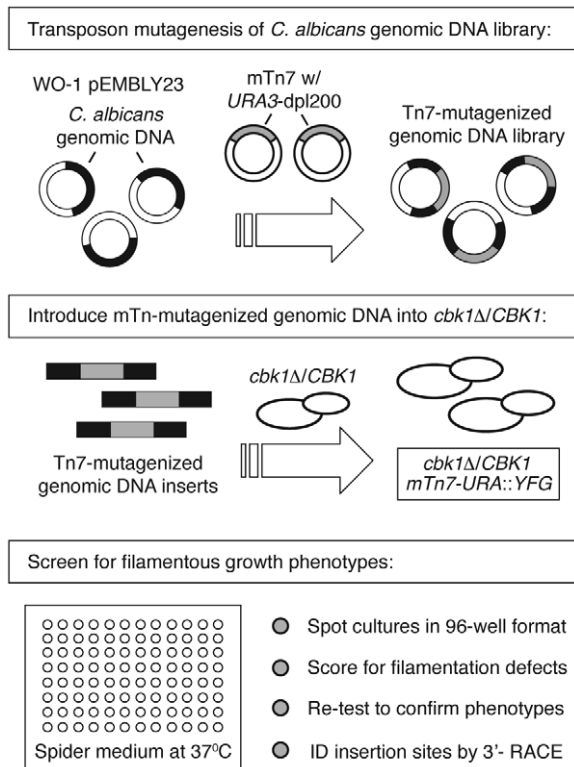 Transposon mutagenesis of C. albicans genomic DNA library:
WO-1 pEMBLY23
C. albicans
genomic DNA
mTn7 w/
URA3-dpl200
Tn7-mutagenized
genomic DNA library
Introduce mTn-mutagenized genomic DNA into cbk1Δ/CBK1:
Tn7-mutagenized
genomic DNA inserts
cbk1Δ/CBK1
cbk1Δ/CBK1
mTn7-URA::YFG
Screen for filamentous growth phenotypes:
Spider medium at 37⁰C
Spot cultures in 96-well format
Score for filamentation defects
Re-test to confirm phenotypes
ID insertion sites by 3'- RACE